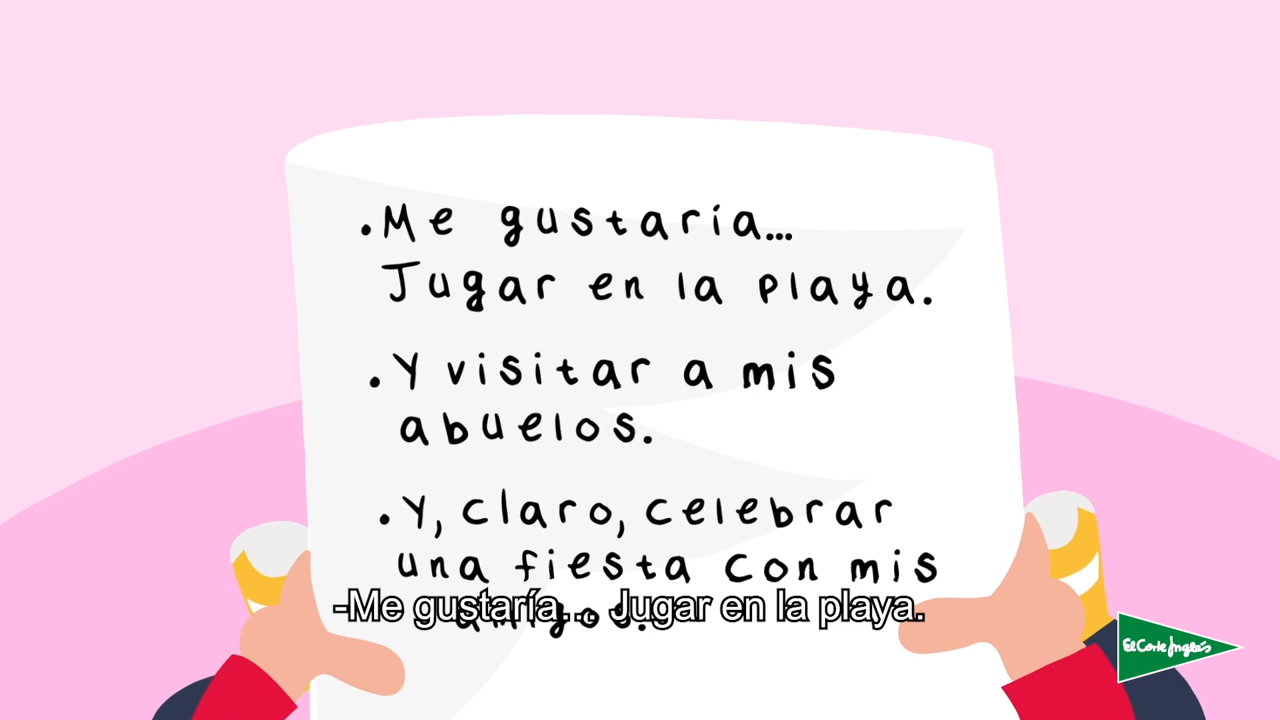 •Me gustaría...
Jugar en la playa.
•Y visitar a mis
abuelos.
•Y, claro, celebrar
una fiesta con mis
amigos.
-Me gustaría... Jugar en la playa.
El Corte Inglés